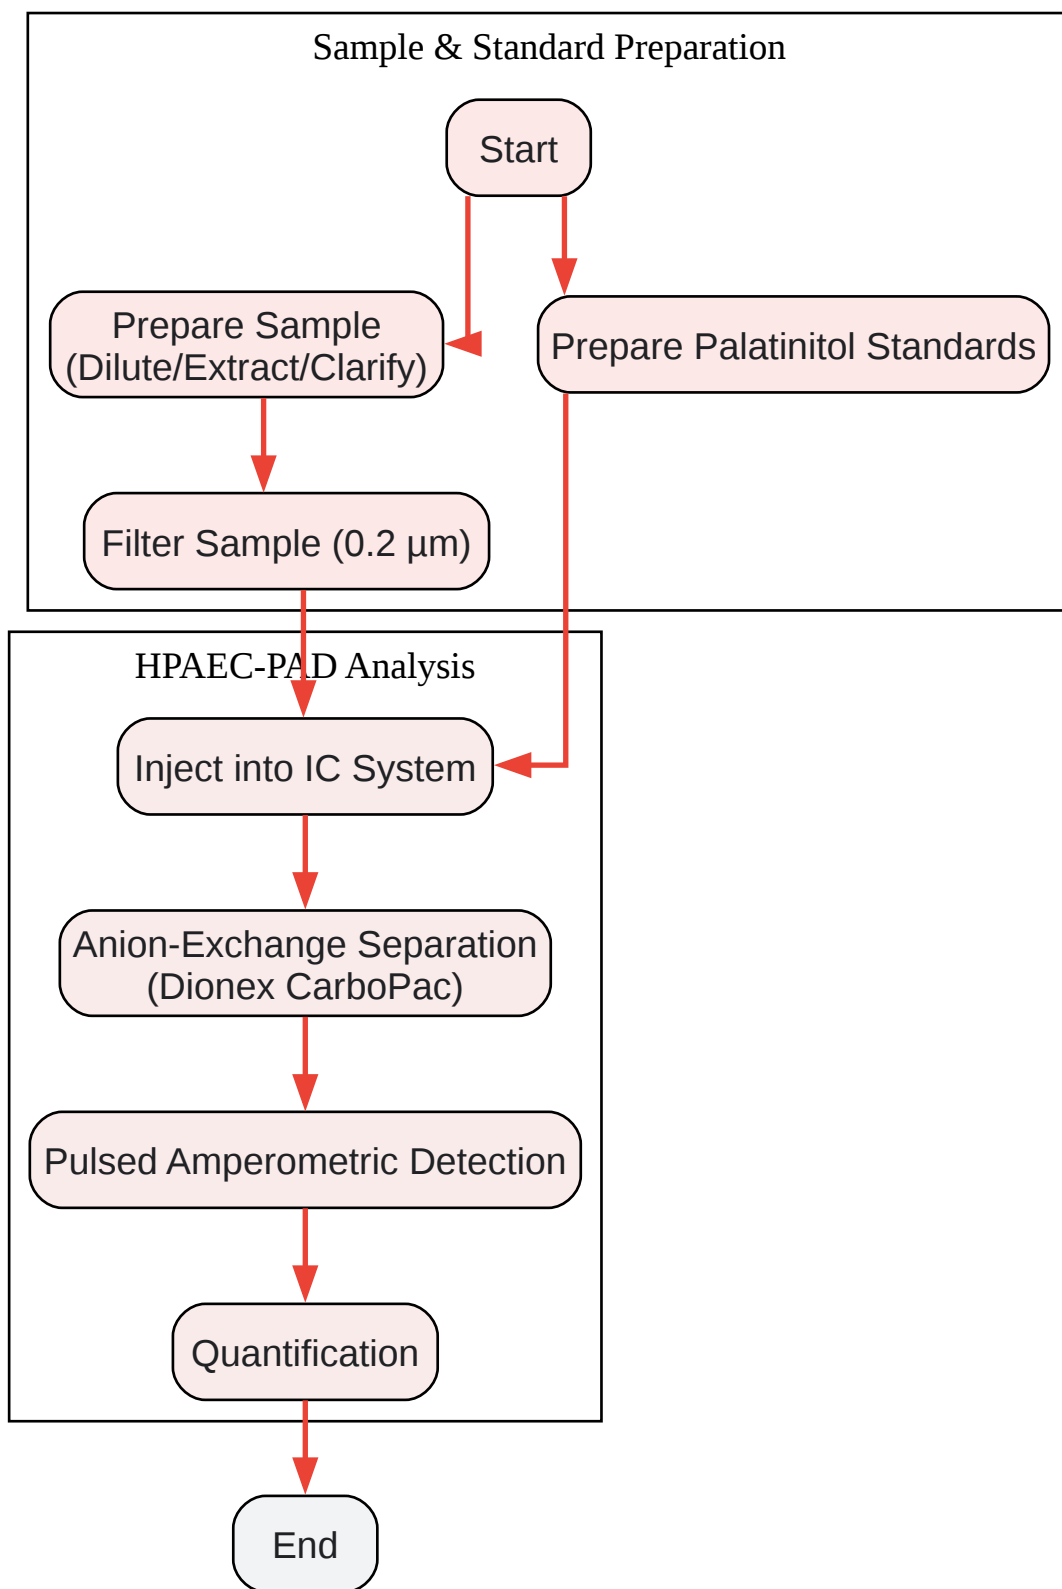 Sample & Standard Preparation
Start
Prepare Sample
(Dilute/Extract/Clarify)
Prepare Palatinitol Standards
Filter Sample (0.2 µm)
HPAEC-PAD Analysis
Inject into IC System
Anion-Exchange Separation
(Dionex CarboPac)
Pulsed Amperometric Detection
Quantification
End